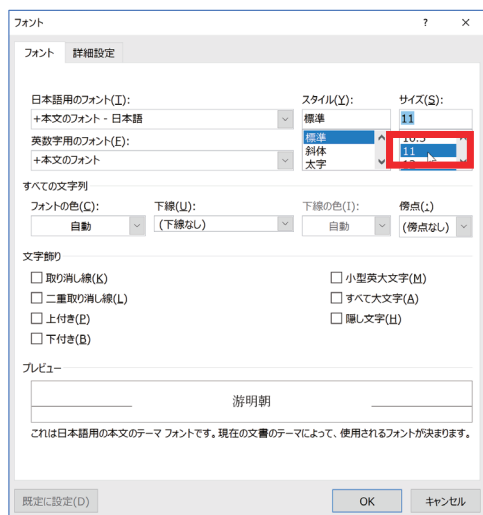 フォント ? ×
フォント 詳細設定
日本語用のフォント(T): スタイル(Y): サイズ(S):
+本文のフォント - 日本語 標準 11
英数字用のフォント(F): 標準 10.5
+本文のフォント 斜体 11
太字
すべての文字列
フォントの色(C): 下線(U): 下線の色(I): 傍点(:)
自動 (下線なし) 自動 (傍点なし)
文字飾り
取り消し線(K) 小型英大文字(M)
二重取り消し線(L) すべて大文字(A)
上付き(P) 隠し文字(H)
下付き(B)
プレビュー
游明朝
これは日本語用の本文のテーマ フォントです。現在の文書のテーマによって、使用されるフォントが決まります。
既定に設定(D) OK キャンセル